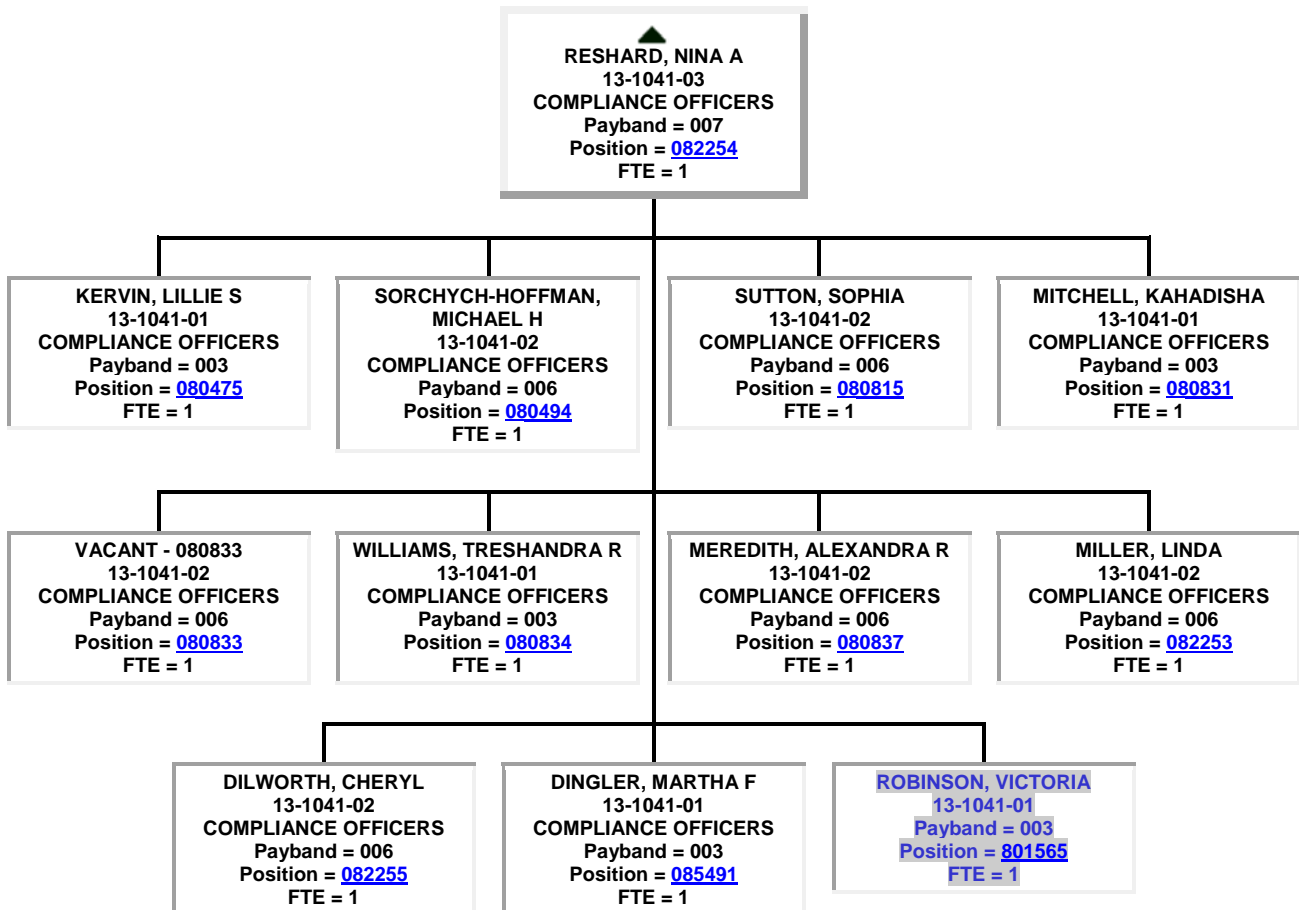 RESHARD, NINA A
13-1041-03
COMPLIANCE OFFICERS
Payband = 007
Position = 082254
FTE = 1
KERVIN, LILLIE S
13-1041-01
COMPLIANCE OFFICERS
Payband = 003
Position = 080475
FTE = 1
SORCHYCH-HOFFMAN,
MICHAEL H
13-1041-02
COMPLIANCE OFFICERS
Payband = 006
Position = 080494
FTE = 1
SUTTON, SOPHIA
13-1041-02
COMPLIANCE OFFICERS
Payband = 006
Position = 080815
FTE = 1
MITCHELL, KAHADISHA
13-1041-01
COMPLIANCE OFFICERS
Payband = 003
Position = 080831
FTE = 1
VACANT - 080833
13-1041-02
COMPLIANCE OFFICERS
Payband = 006
Position = 080833
FTE = 1
WILLIAMS, TRESHANDRA R
13-1041-01
COMPLIANCE OFFICERS
Payband = 003
Position = 080834
FTE = 1
MEREDITH, ALEXANDRA R
13-1041-02
COMPLIANCE OFFICERS
Payband = 006
Position = 080837
FTE = 1
MILLER, LINDA
13-1041-02
COMPLIANCE OFFICERS
Payband = 006
Position = 082253
FTE = 1
DILWORTH, CHERYL
13-1041-02
COMPLIANCE OFFICERS
Payband = 006
Position = 082255
FTE = 1
DINGLER, MARTHA F
13-1041-01
COMPLIANCE OFFICERS
Payband = 003
Position = 085491
FTE = 1
ROBINSON, VICTORIA
13-1041-01
Payband = 003
Position = 801565
FTE = 1